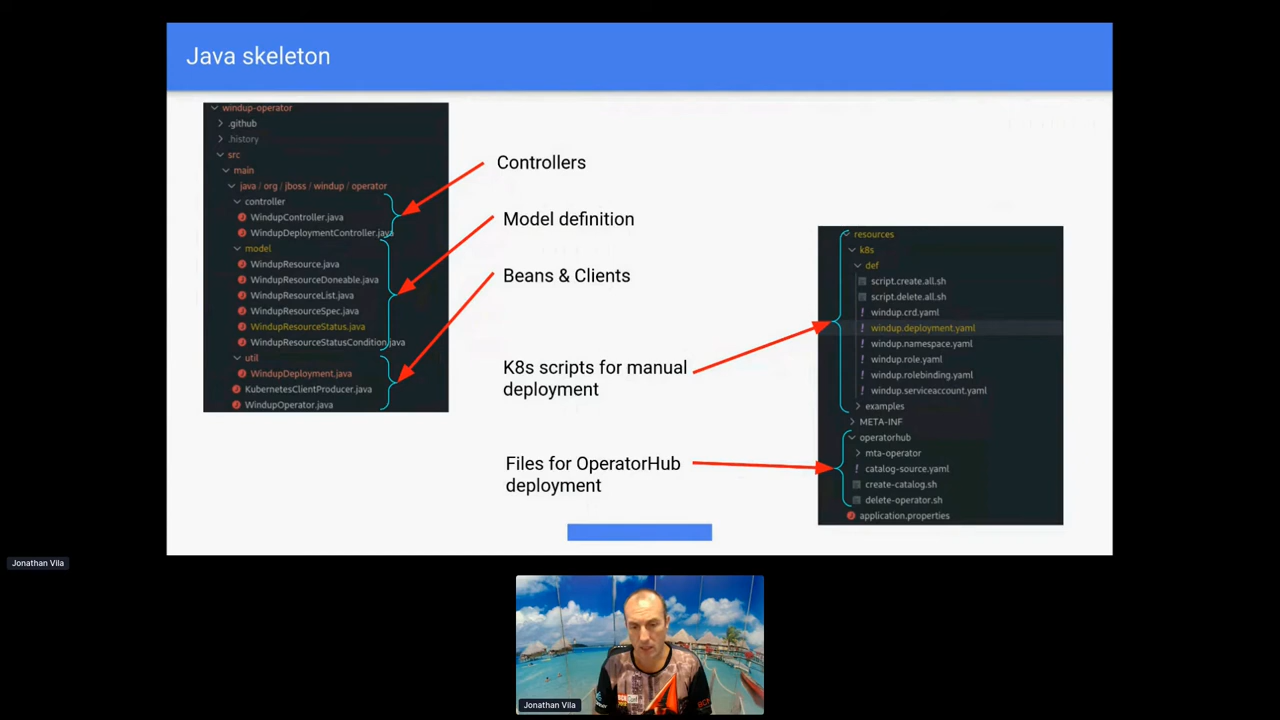 Java skeleton
windup-operator
.github
.history
src
main
java / org / jboss / windup / operator
controller
WindupController.java
WindupDeploymentController.java
model
WindupResource.java
WindupResourceDoneable.java
WindupResourceList.java
WindupResourceSpec.java
WindupResourceStatus.java
WindupResourceStatusCondition.java
util
WindupDeployment.java
KubernetesClientProducer.java
WindupOperator.java
Controllers
Model definition
Beans & Clients
K8s scripts for manual
deployment
Files for OperatorHub
deployment
resources
k8s
def
script.create.all.sh
script.delete.all.sh
! windup.crd.yaml
! windup.deployment.yaml
! windup.namespace.yaml
! windup.role.yaml
! windup.rolebinding.yaml
! windup.serviceaccount.yaml
examples
META-INF
operatorhub
mta-operator
! catalog-source.yaml
create-catalog.sh
delete-operator.sh
application.properties
Jonathan Vila
Jonathan Vila